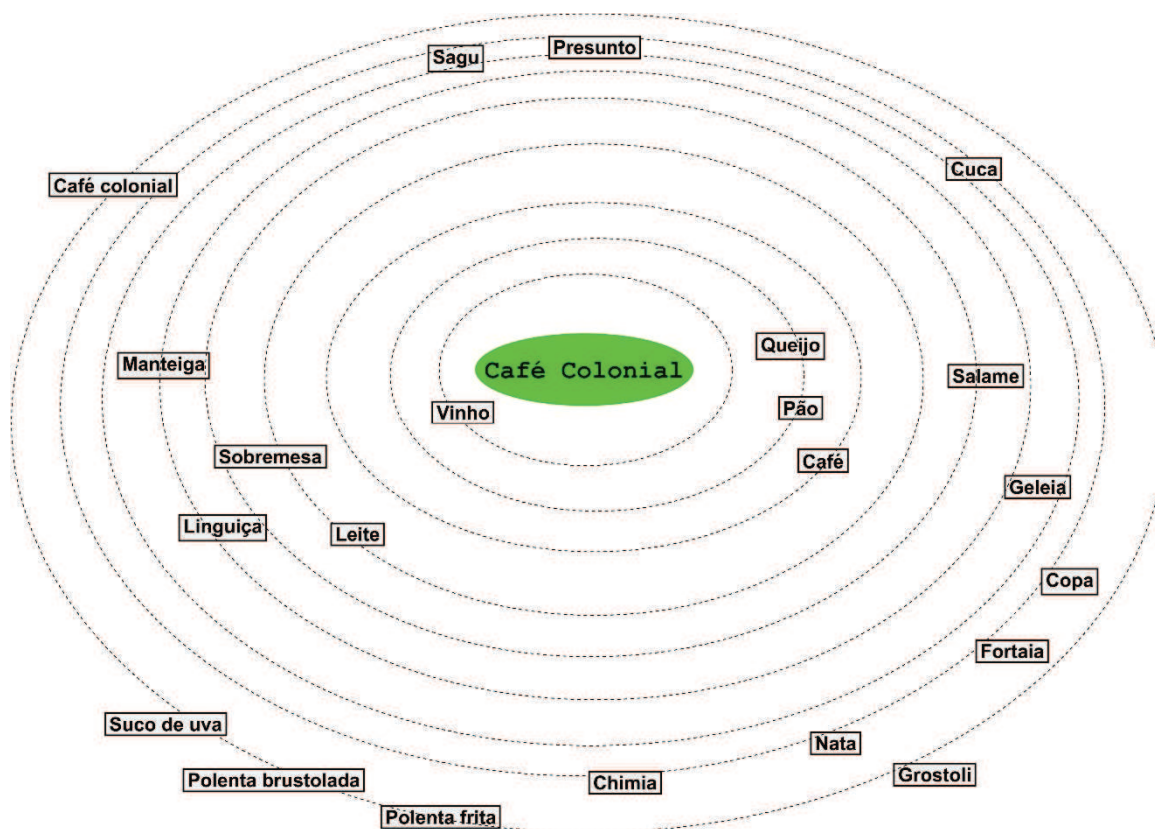 Presunto
Sagu
Cuca
Café colonial
Queijo
Manteiga
Café Colonial
Salame
Vinho
Pão
Sobremesa
Café
Geleia
Linguiça
Leite
Copa
Fortaia
Suco de uva
Nata
Polenta brustolada
Chimia
Grostoli
Polenta frita